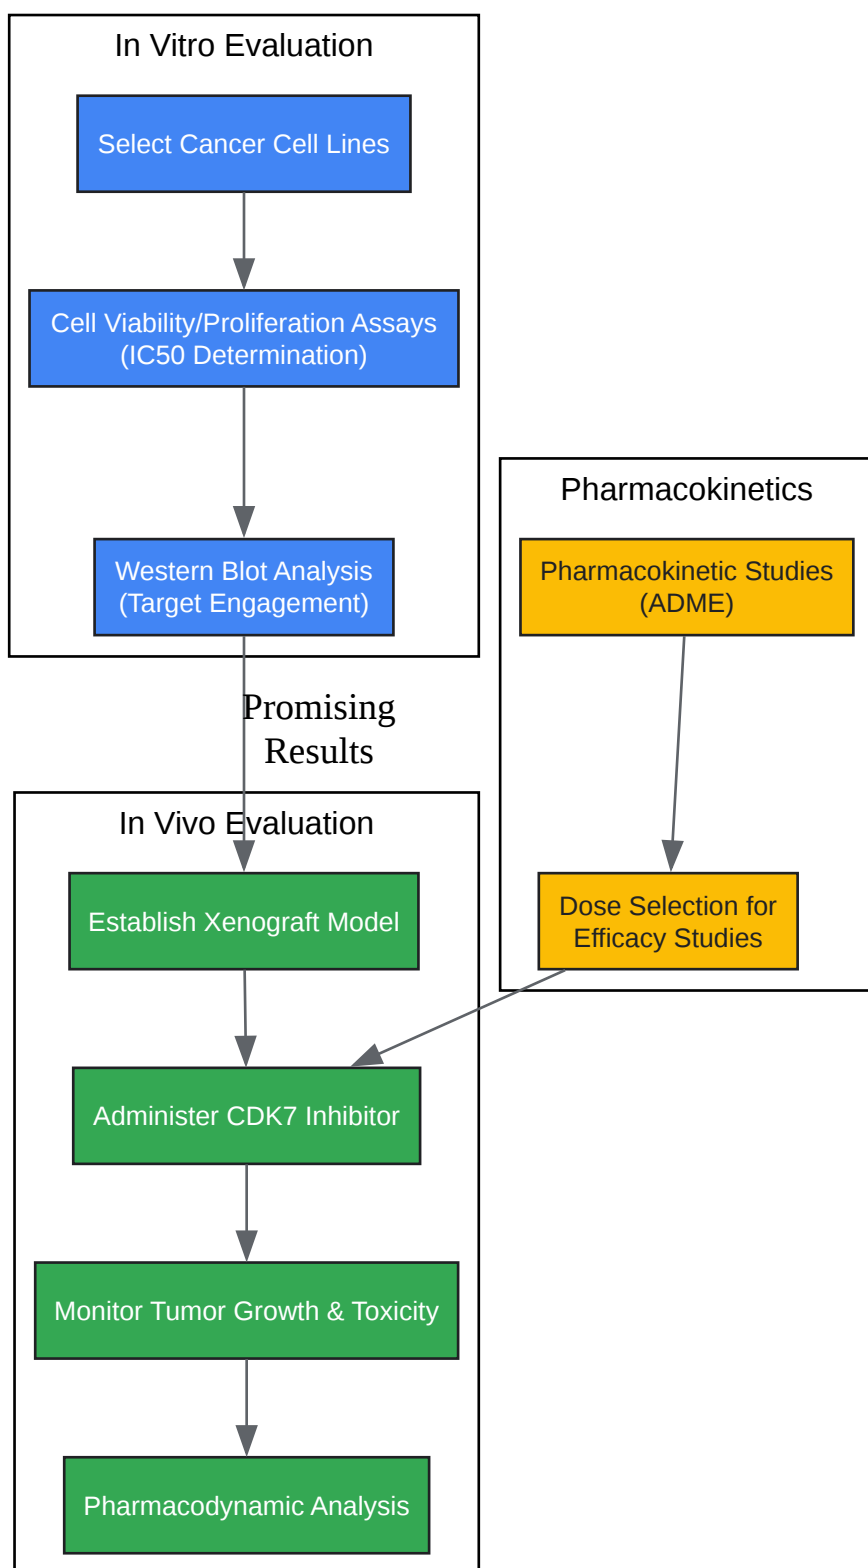 In Vitro Evaluation
Select Cancer Cell Lines
Cell Viability/Proliferation Assays
(IC50 Determination)
Western Blot Analysis
(Target Engagement)
Promising
Results
Pharmacokinetics
Pharmacokinetic Studies
(ADME)
Dose Selection for
Efficacy Studies
In Vivo Evaluation
Establish Xenograft Model
Administer CDK7 Inhibitor
Monitor Tumor Growth & Toxicity
Pharmacodynamic Analysis